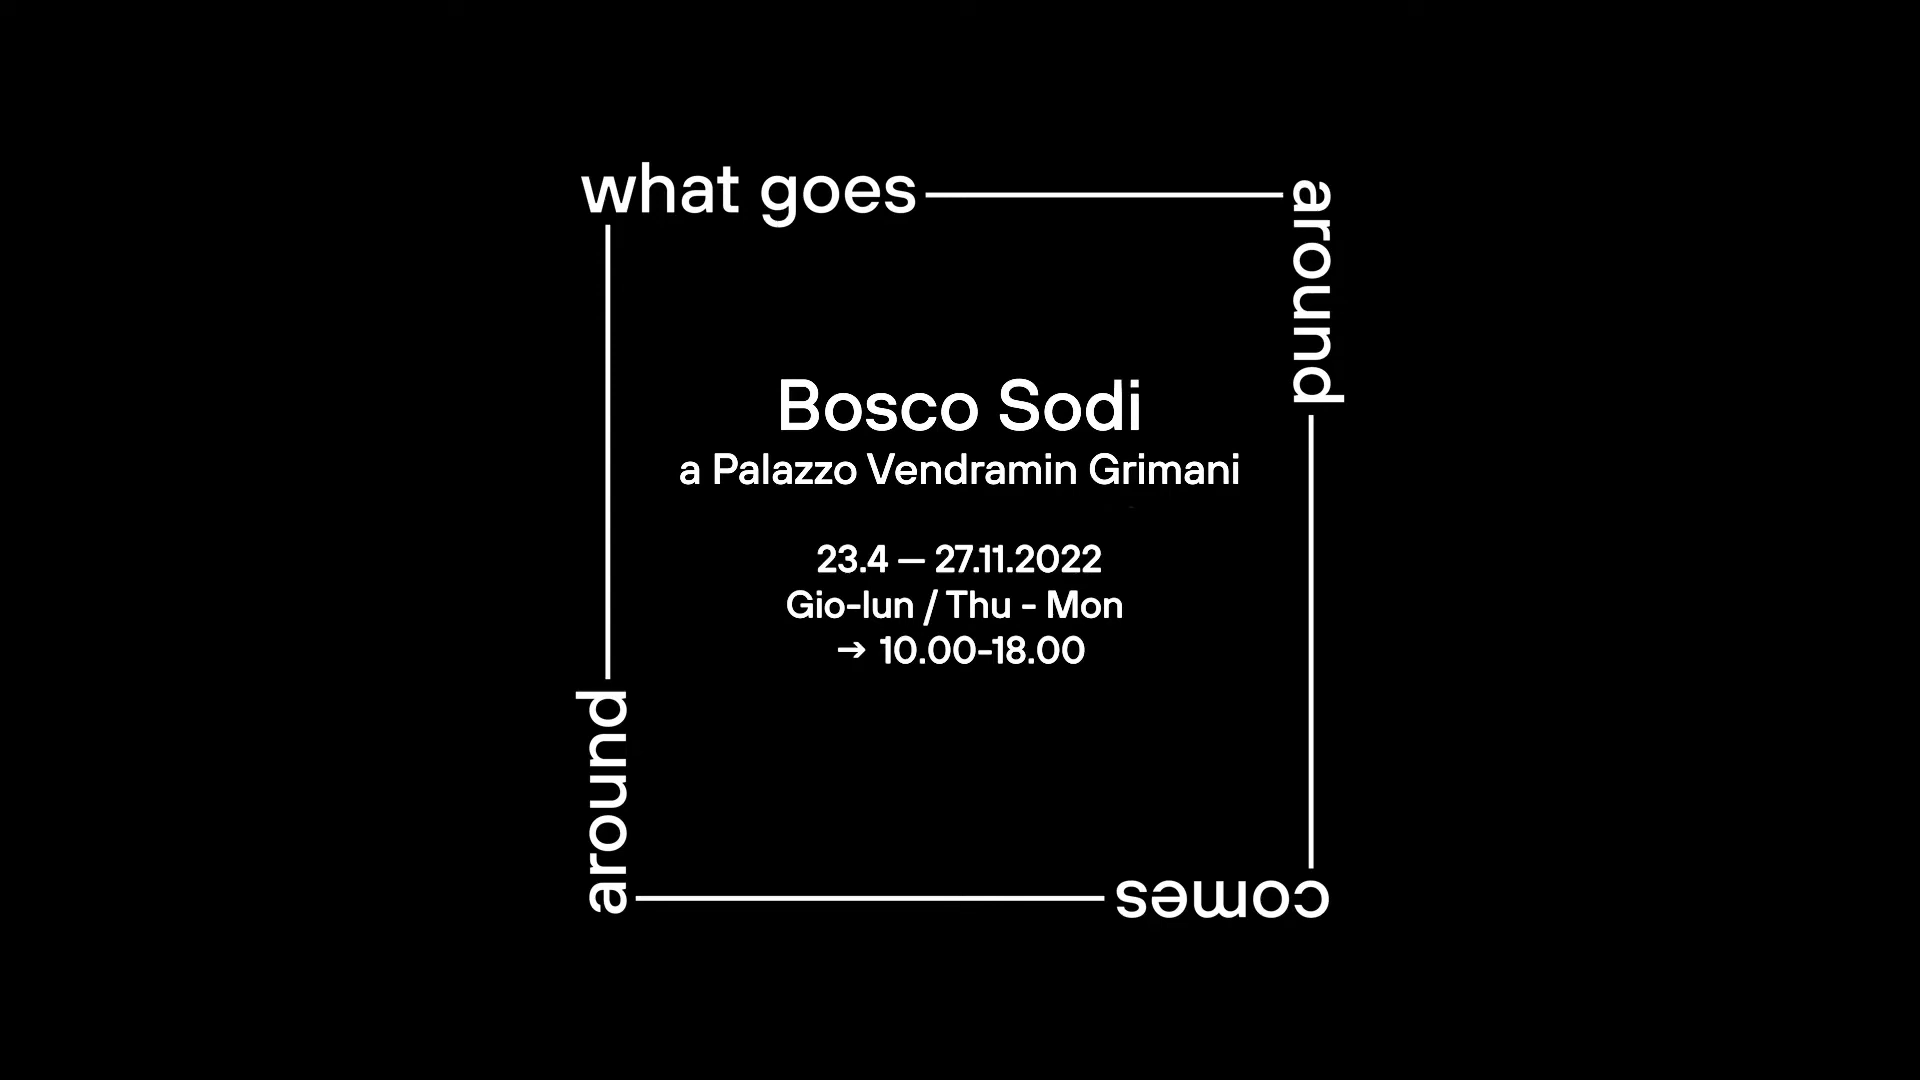 what goes
around
comes
around
Bosco Sodi
a Palazzo Vendramin Grimani
23.4 — 27.11.2022
Gio-lun / Thu - Mon
→ 10.00-18.00